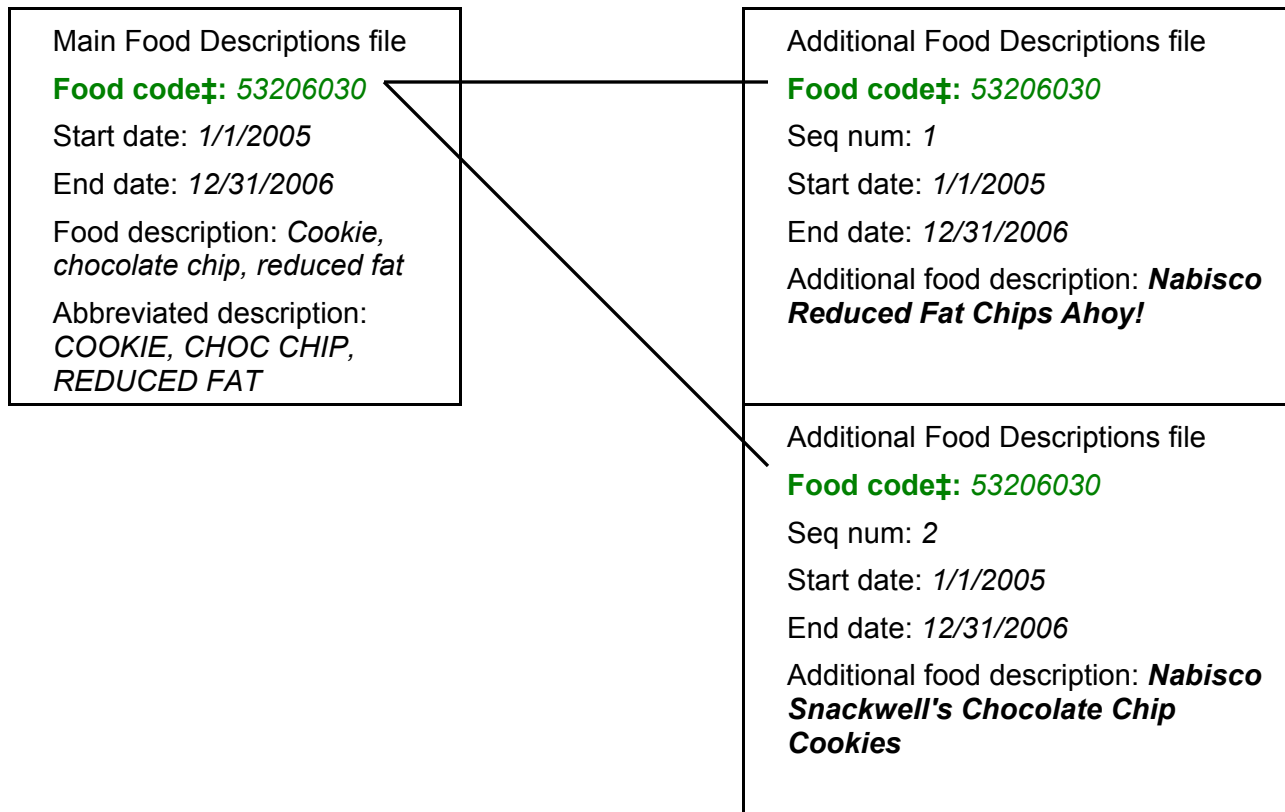 Main Food Descriptions file
Food code‡: 53206030
Start date: 1/1/2005
End date: 12/31/2006
Food description: Cookie,
chocolate chip, reduced fat
Abbreviated description:
COOKIE, CHOC CHIP,
REDUCED FAT
Additional Food Descriptions file
Food code‡: 53206030
Seq num: 1
Start date: 1/1/2005
End date: 12/31/2006
Additional food description: Nabisco
Reduced Fat Chips Ahoy!
Additional Food Descriptions file
Food code‡: 53206030
Seq num: 2
Start date: 1/1/2005
End date: 12/31/2006
Additional food description: Nabisco
Snackwell's Chocolate Chip
Cookies